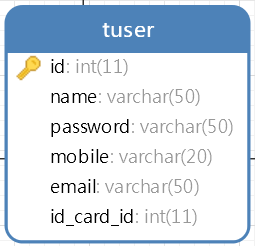 tuser
id: int(11)
name: varchar(50)
password: varchar(50)
mobile: varchar(20)
email: varchar(50)
id_card_id: int(11)